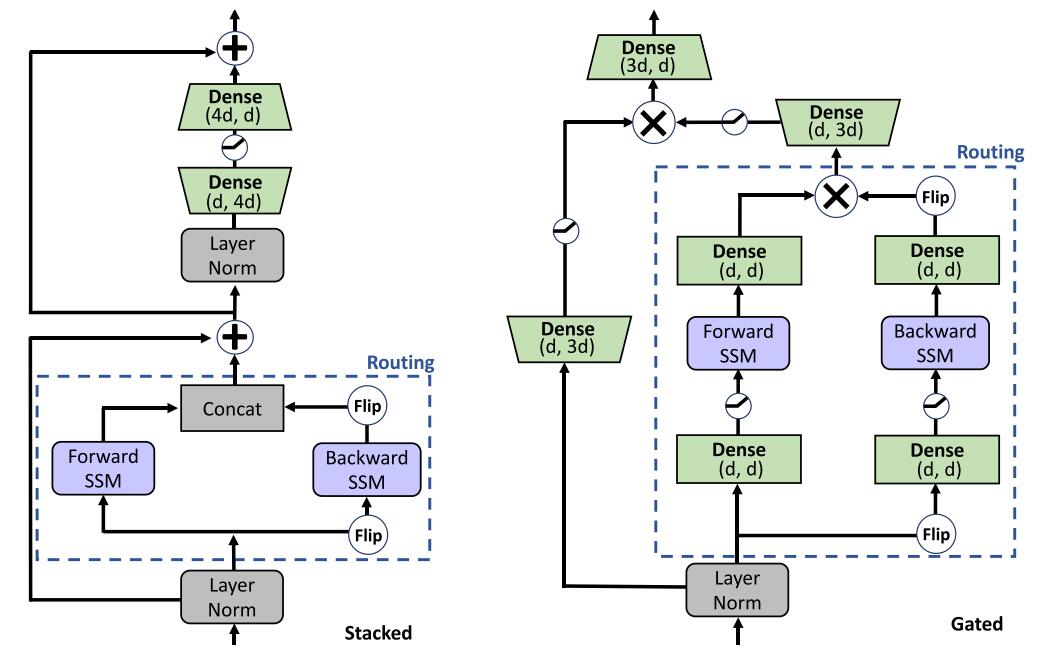 Dense
(4d, d)
Dense
(d, 4d)
Layer
Norm
Routing
Concat
Flip
Forward
SSM
Backward
SSM
Flip
Layer
Norm
Stacked
Dense
(3d, d)
Dense
(d, 3d)
Routing
Flip
Dense
(d, d)
Dense
(d, d)
Dense
(d, 3d)
Forward
SSM
Backward
SSM
Dense
(d, d)
Dense
(d, d)
Flip
Layer
Norm
Gated